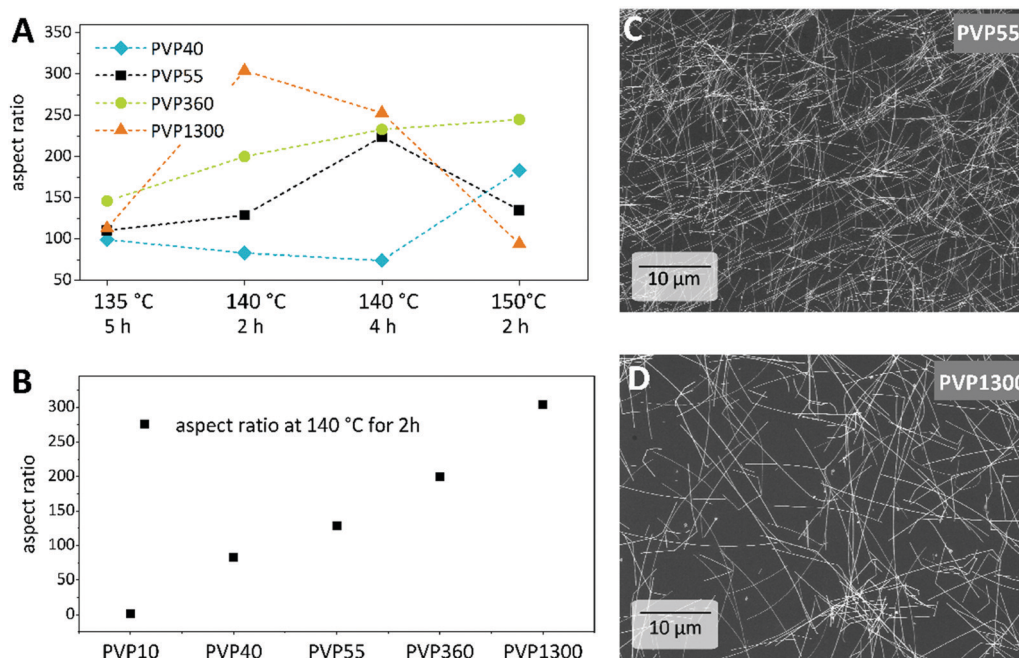 A
350
300
250
200
150
100
50
aspect ratio
PVP40
PVP55
PVP360
PVP1300
135 °C
5 h
140 °C
2 h
140 °C
4 h
150°C
2 h
B
300
250
200
150
100
50
0
aspect ratio
aspect ratio at 140 °C for 2h
PVP10
PVP40
PVP55
PVP360
PVP1300
C
PVP55
10 µm
D
PVP1300
10 µm